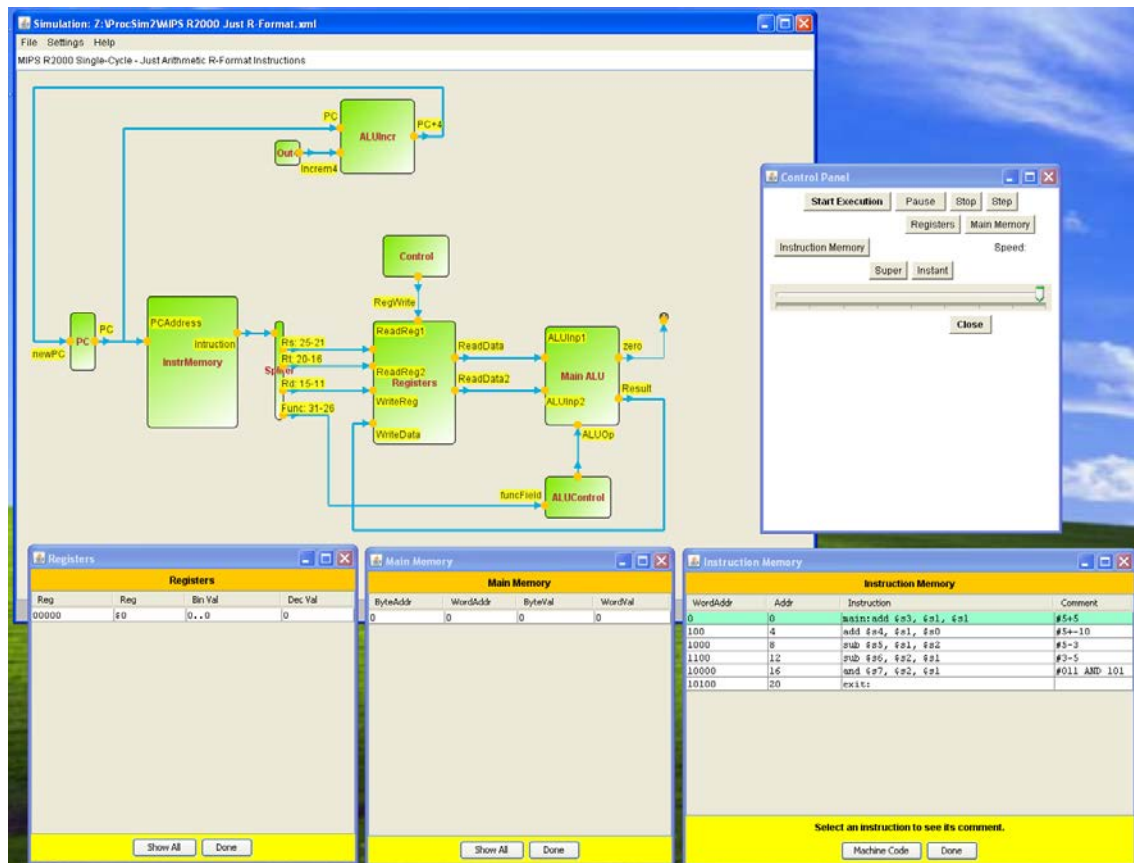 Simulation: Z:\ProcSim2\MIPS R2000 Just R-Format.xml
File Settings Help
MIPS R2000 Single-Cycle - Just Arithmetic R-Format Instructions
PC
ALUIncr
PC+4
Out4
Increm4
Control
RegWrite
PC
PC
newPC
PCAddress
Intruction
InstrMemory
Splitter
Rs: 25-21
Rt: 20-16
Rd: 15-11
Func: 31-26
ReadReg1
ReadReg2
Registers
WriteReg
WriteData
ReadData
ReadData2
ALUInp1
Main ALU
ALUInp2
zero
Result
ALUOp
funcField
ALUControl
Control Panel
Start Execution Pause Stop Step
Registers Main Memory
Instruction Memory Speed:
Super Instant
Close
Registers
Registers
Reg Reg Bin Val Dec Val
00000 $0 0..0 0
Show All Done
Main Memory
Main Memory
ByteAddr WordAddr ByteVal WordVal
0 0 0 0
Show All Done
Instruction Memory
Instruction Memory
WordAddr Addr Instruction Comment
0 0 main:add $s3, $s1, $s1 #5+5
100 4 add $s4, $s1, $s0 #5+-10
1000 8 sub $s5, $s1, $s2 #5-3
1100 12 sub $s6, $s2, $s1 #3-5
10000 16 and $s7, $s2, $s1 #011 AND 101
10100 20 exit:
Select an instruction to see its comment.
Machine Code Done